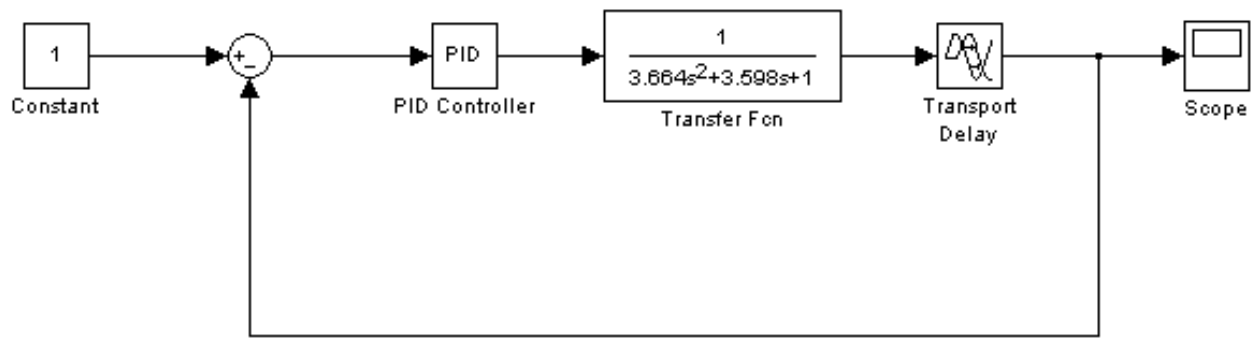 1
Constant
+
−
PID
PID Controller
1
3.664s²+3.598s+1
Transfer Fcn
Transport
Delay
Scope